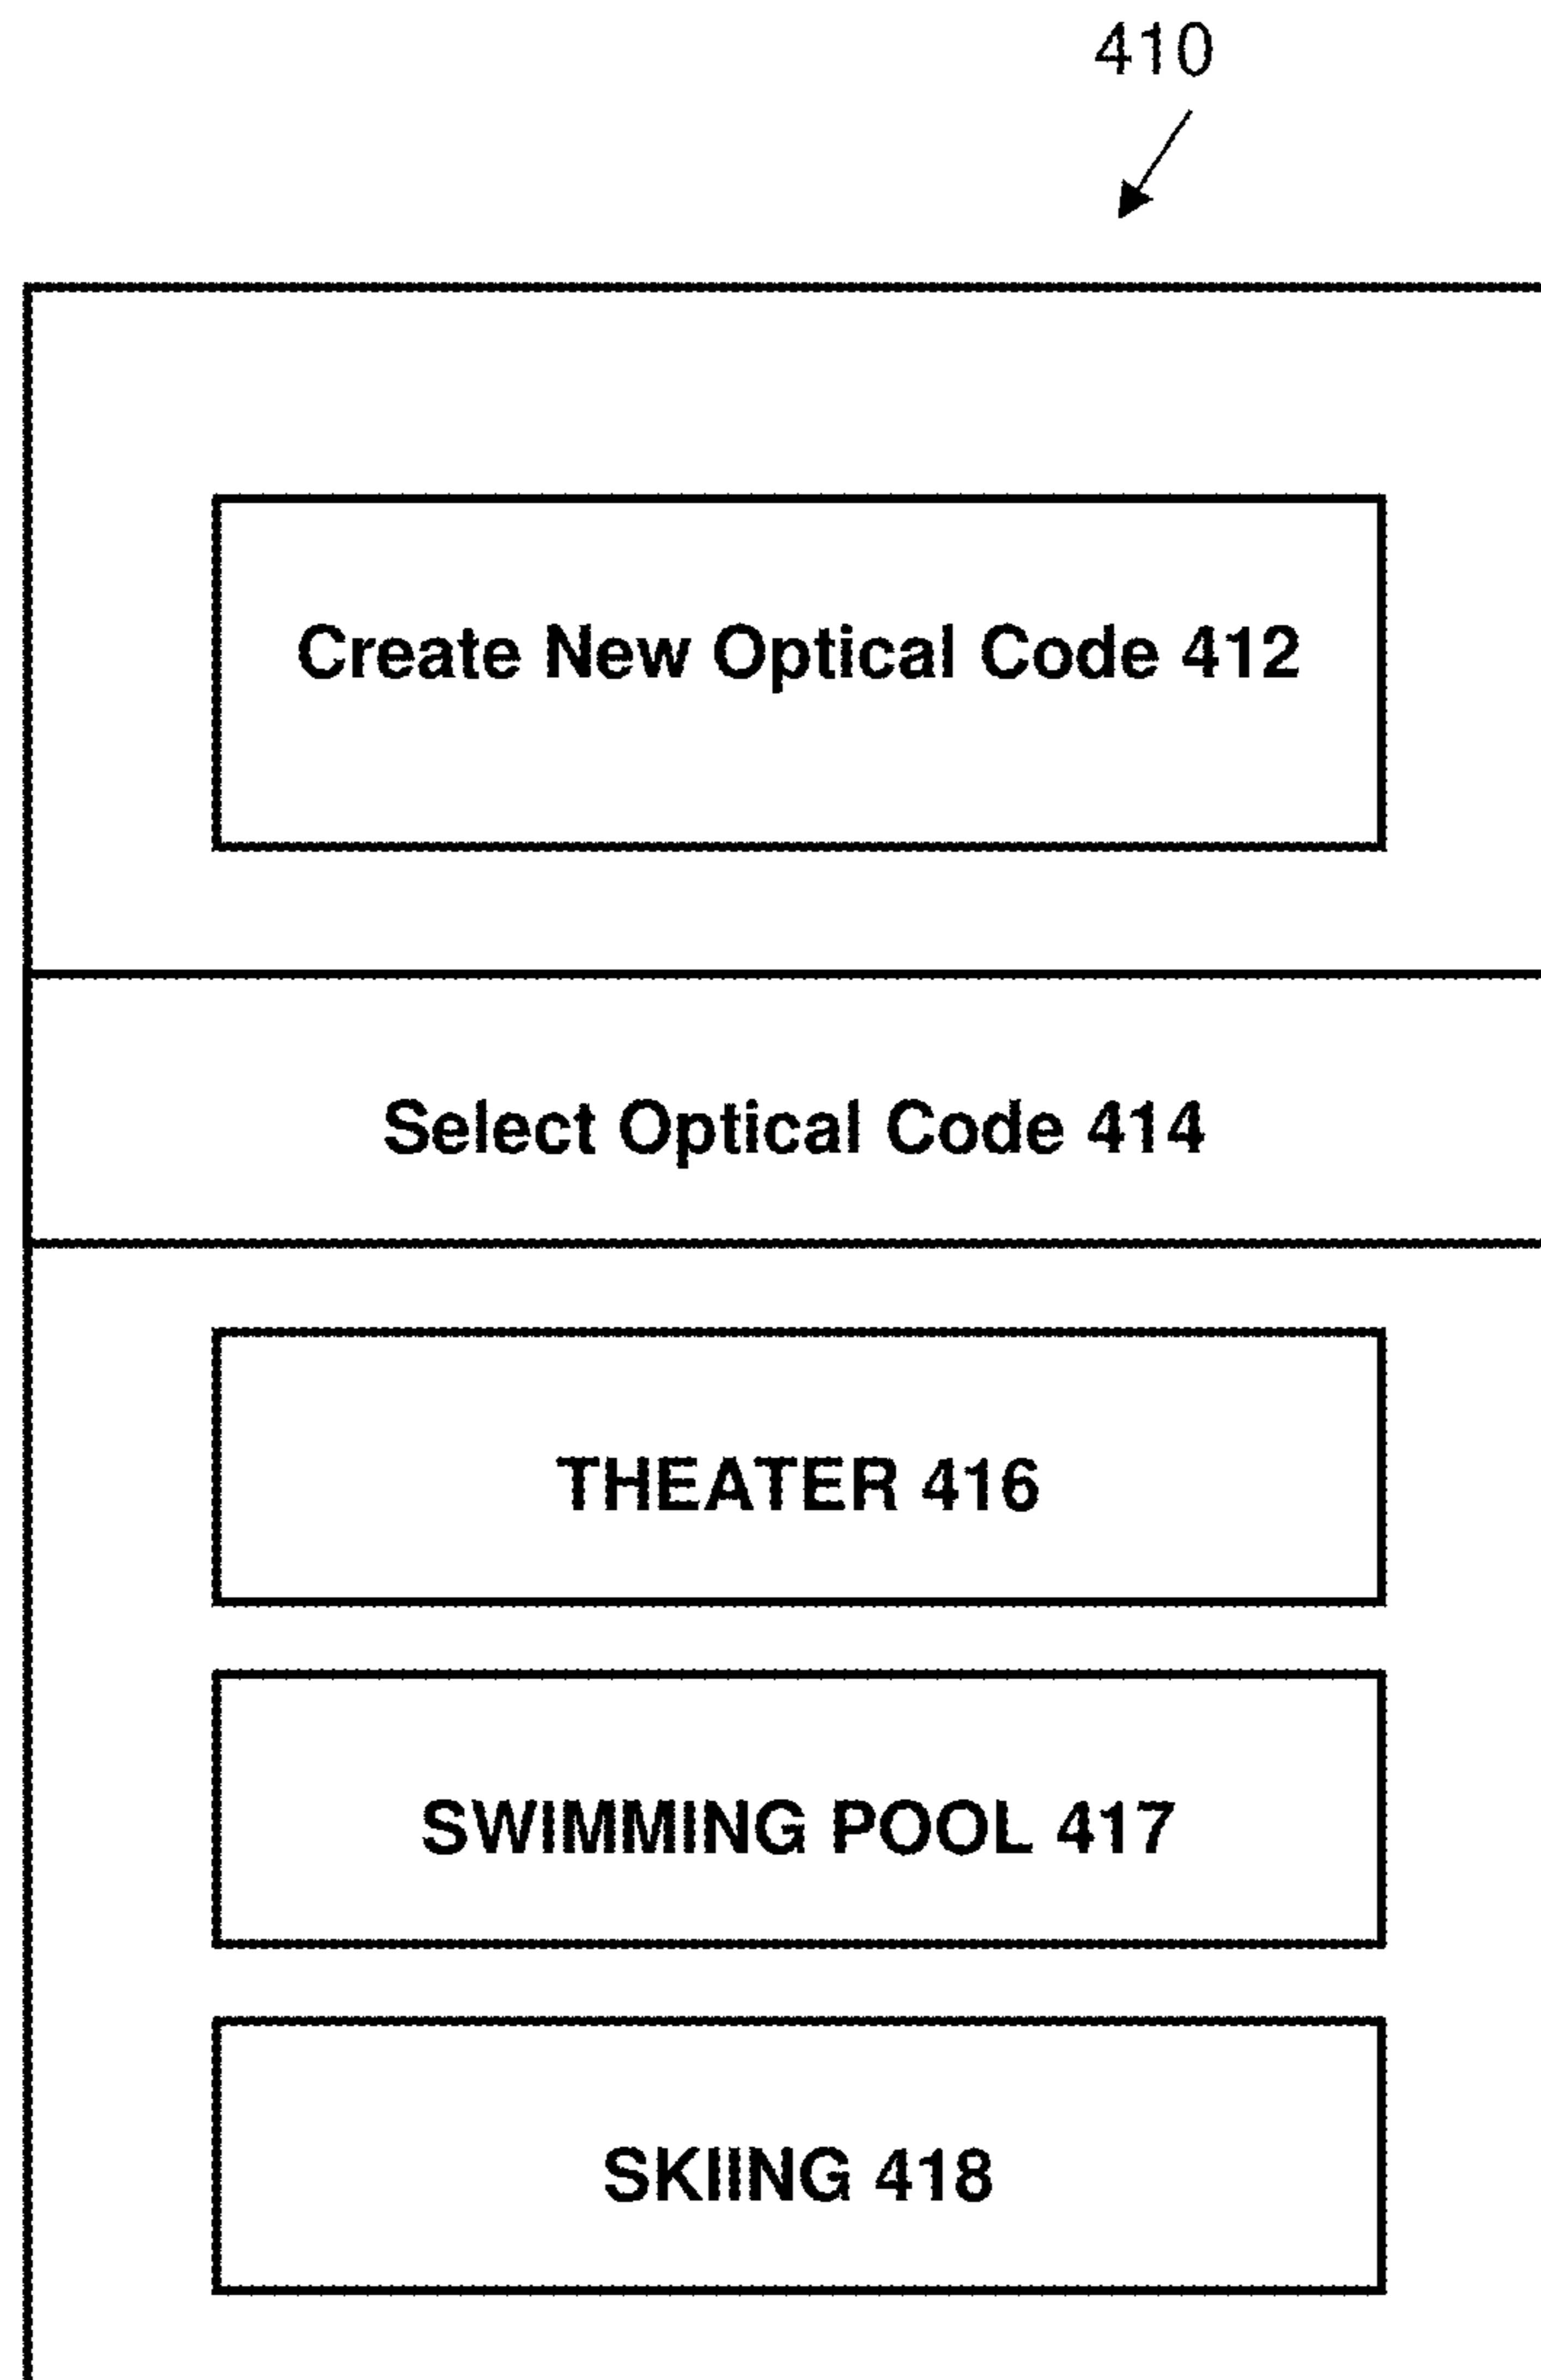 410
Create New Optical Code 412
Select Optical Code 414
THEATER 416
SWIMMING POOL 417
SKIING 418